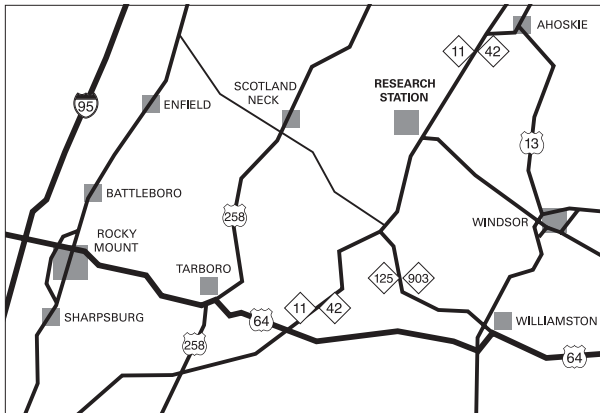 AHOSKIE
11
42
SCOTLAND
NECK
RESEARCH
STATION
95
ENFIELD
13
BATTLEBORO
258
WINDSOR
ROCKY
MOUNT
TARBORO
125
903
11
42
SHARPSBURG
64
WILLIAMSTON
258
64